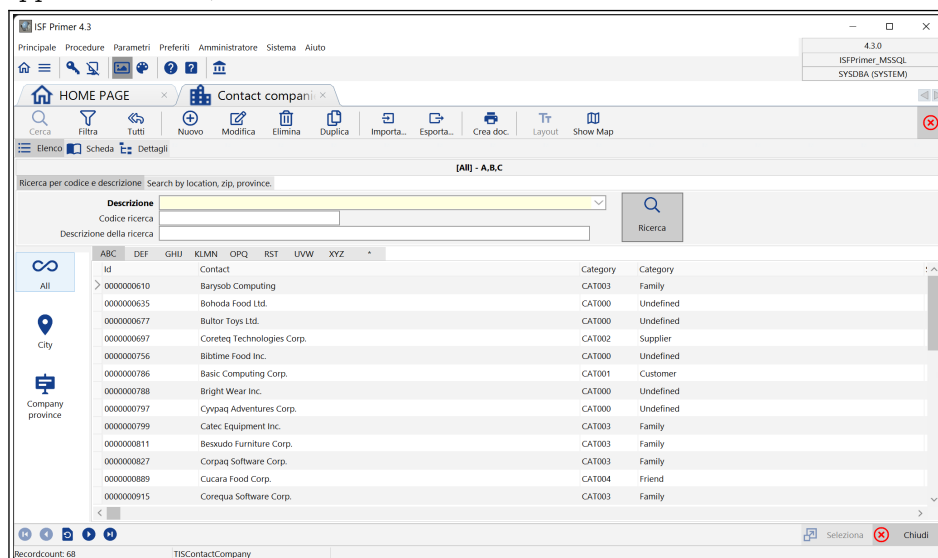 ISF Primer 4.3
Principale Procedure Parametri Preferiti Amministratore Sistema Aiuto
4.3.0
ISFPrimer_MSSQL
SYSDBA (SYSTEM)
HOME PAGE
Contact compani
Cerca Filtra Tutti Nuovo Modifica Elimina Duplica Importa... Esporta... Crea doc. Layout Show Map
Elenco Scheda Dettagli
[All] - A,B,C
Ricerca per codice e descrizione Search by location, zip, province.
Descrizione
Codice ricerca
Descrizione della ricerca
Ricerca
All
City
Company province
ABC DEF GHIJ KLMN OPQ RST UVW XYZ *
Id Contact Category Category
0000000610 Barysob Computing CAT003 Family
0000000635 Bohoda Food Ltd. CAT000 Undefined
0000000677 Bultor Toys Ltd. CAT000 Undefined
0000000697 Coreteq Technologies Corp. CAT002 Supplier
0000000756 Bibtime Food Inc. CAT000 Undefined
0000000786 Basic Computing Corp. CAT001 Customer
0000000788 Bright Wear Inc. CAT000 Undefined
0000000797 Cyvpaq Adventures Corp. CAT000 Undefined
0000000799 Catec Equipment Inc. CAT003 Family
0000000811 Besxudo Furniture Corp. CAT003 Family
0000000827 Corpaq Software Corp. CAT003 Family
0000000889 Cucara Food Corp. CAT004 Friend
0000000915 Corequa Software Corp. CAT003 Family
Seleziona Chiudi
Recordcount: 68 TISContactCompany